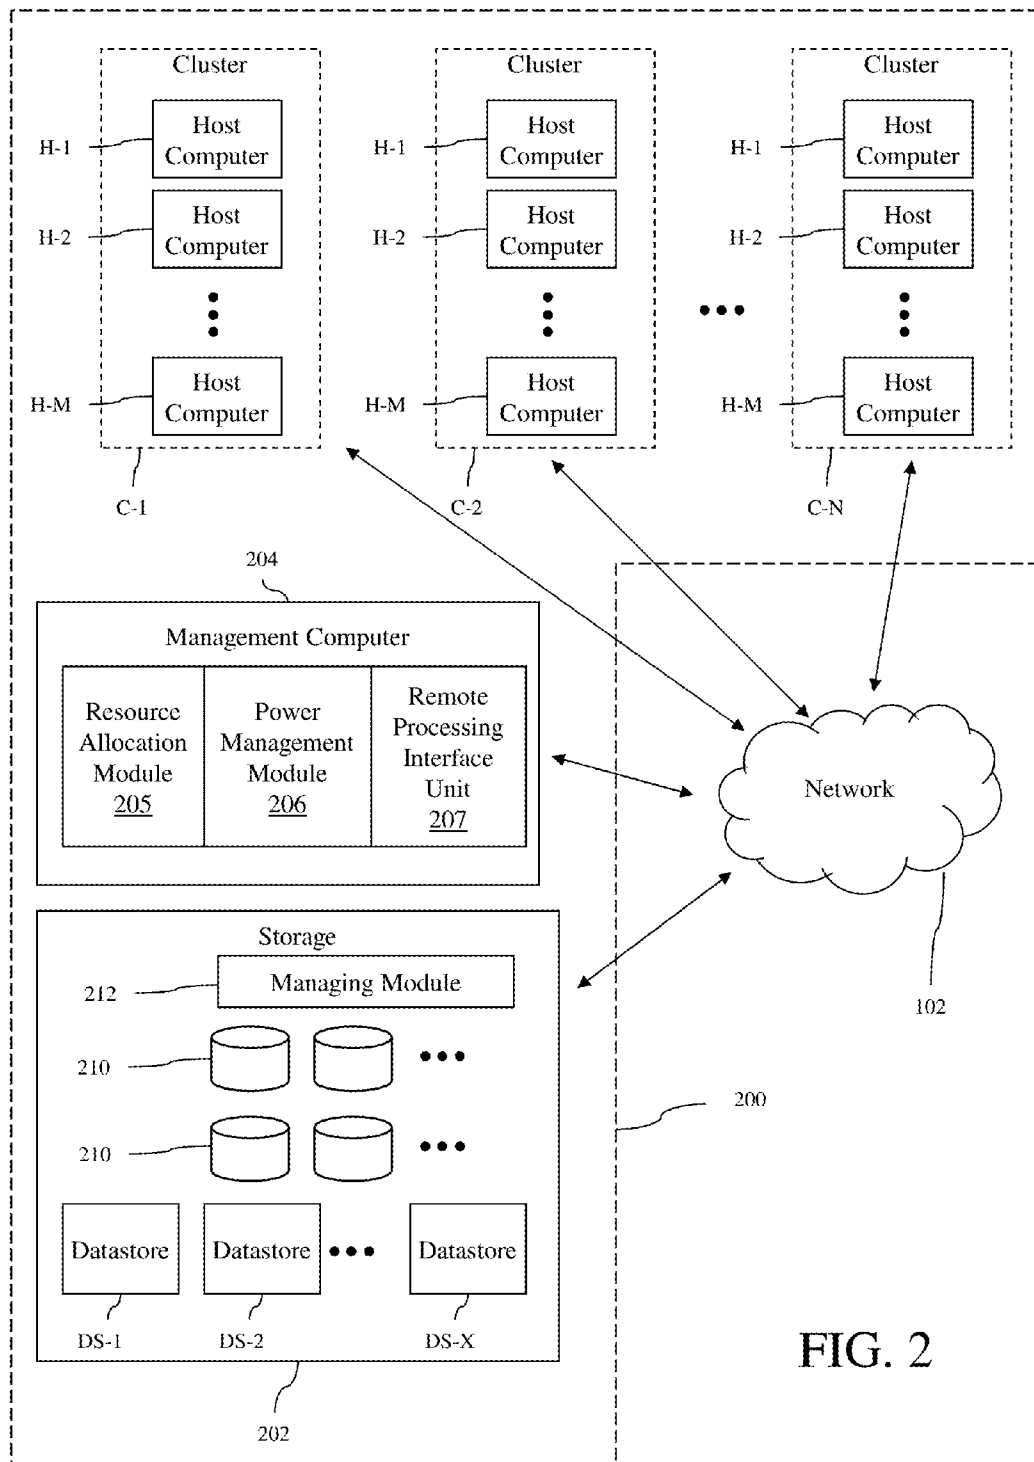 Cluster
Cluster
Cluster
H-1
Host
Computer
H-1
Host
Computer
H-1
Host
Computer
H-2
Host
Computer
H-2
Host
Computer
H-2
Host
Computer
H-M
Host
Computer
H-M
Host
Computer
H-M
Host
Computer
C-1
C-2
C-N
204
Management Computer
Resource
Allocation
Module
205
Power
Management
Module
206
Remote
Processing
Interface
Unit
207
Network
102
Storage
212
Managing Module
210
210
200
Datastore
Datastore
Datastore
DS-1
DS-2
DS-X
202
FIG. 2